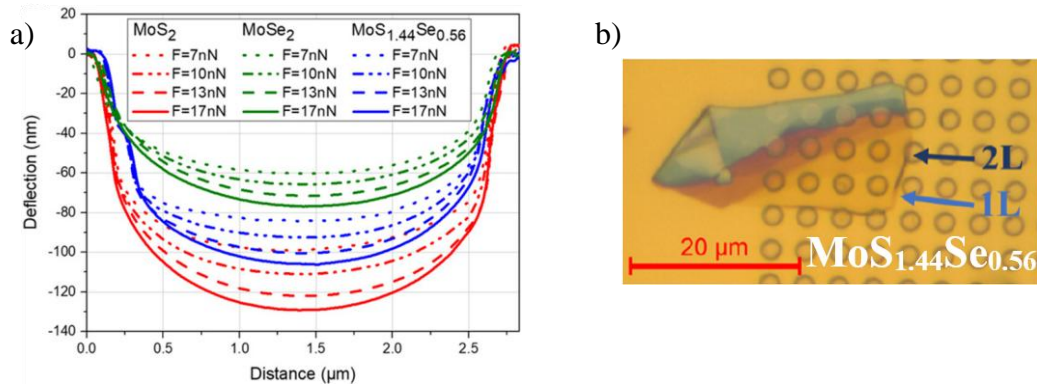 a)
MoS2 MoSe2 MoS1.44Se0.56
F=7nN F=7nN F=7nN
F=10nN F=10nN F=10nN
F=13nN F=13nN F=13nN
F=17nN F=17nN F=17nN
20
0
-20
-40
-60
-80
-100
-120
-140
Deflection (nm)
0.0 0.5 1.0 1.5 2.0 2.5
Distance (µm)
b)
2L
1L
20 µm
MoS1.44Se0.56